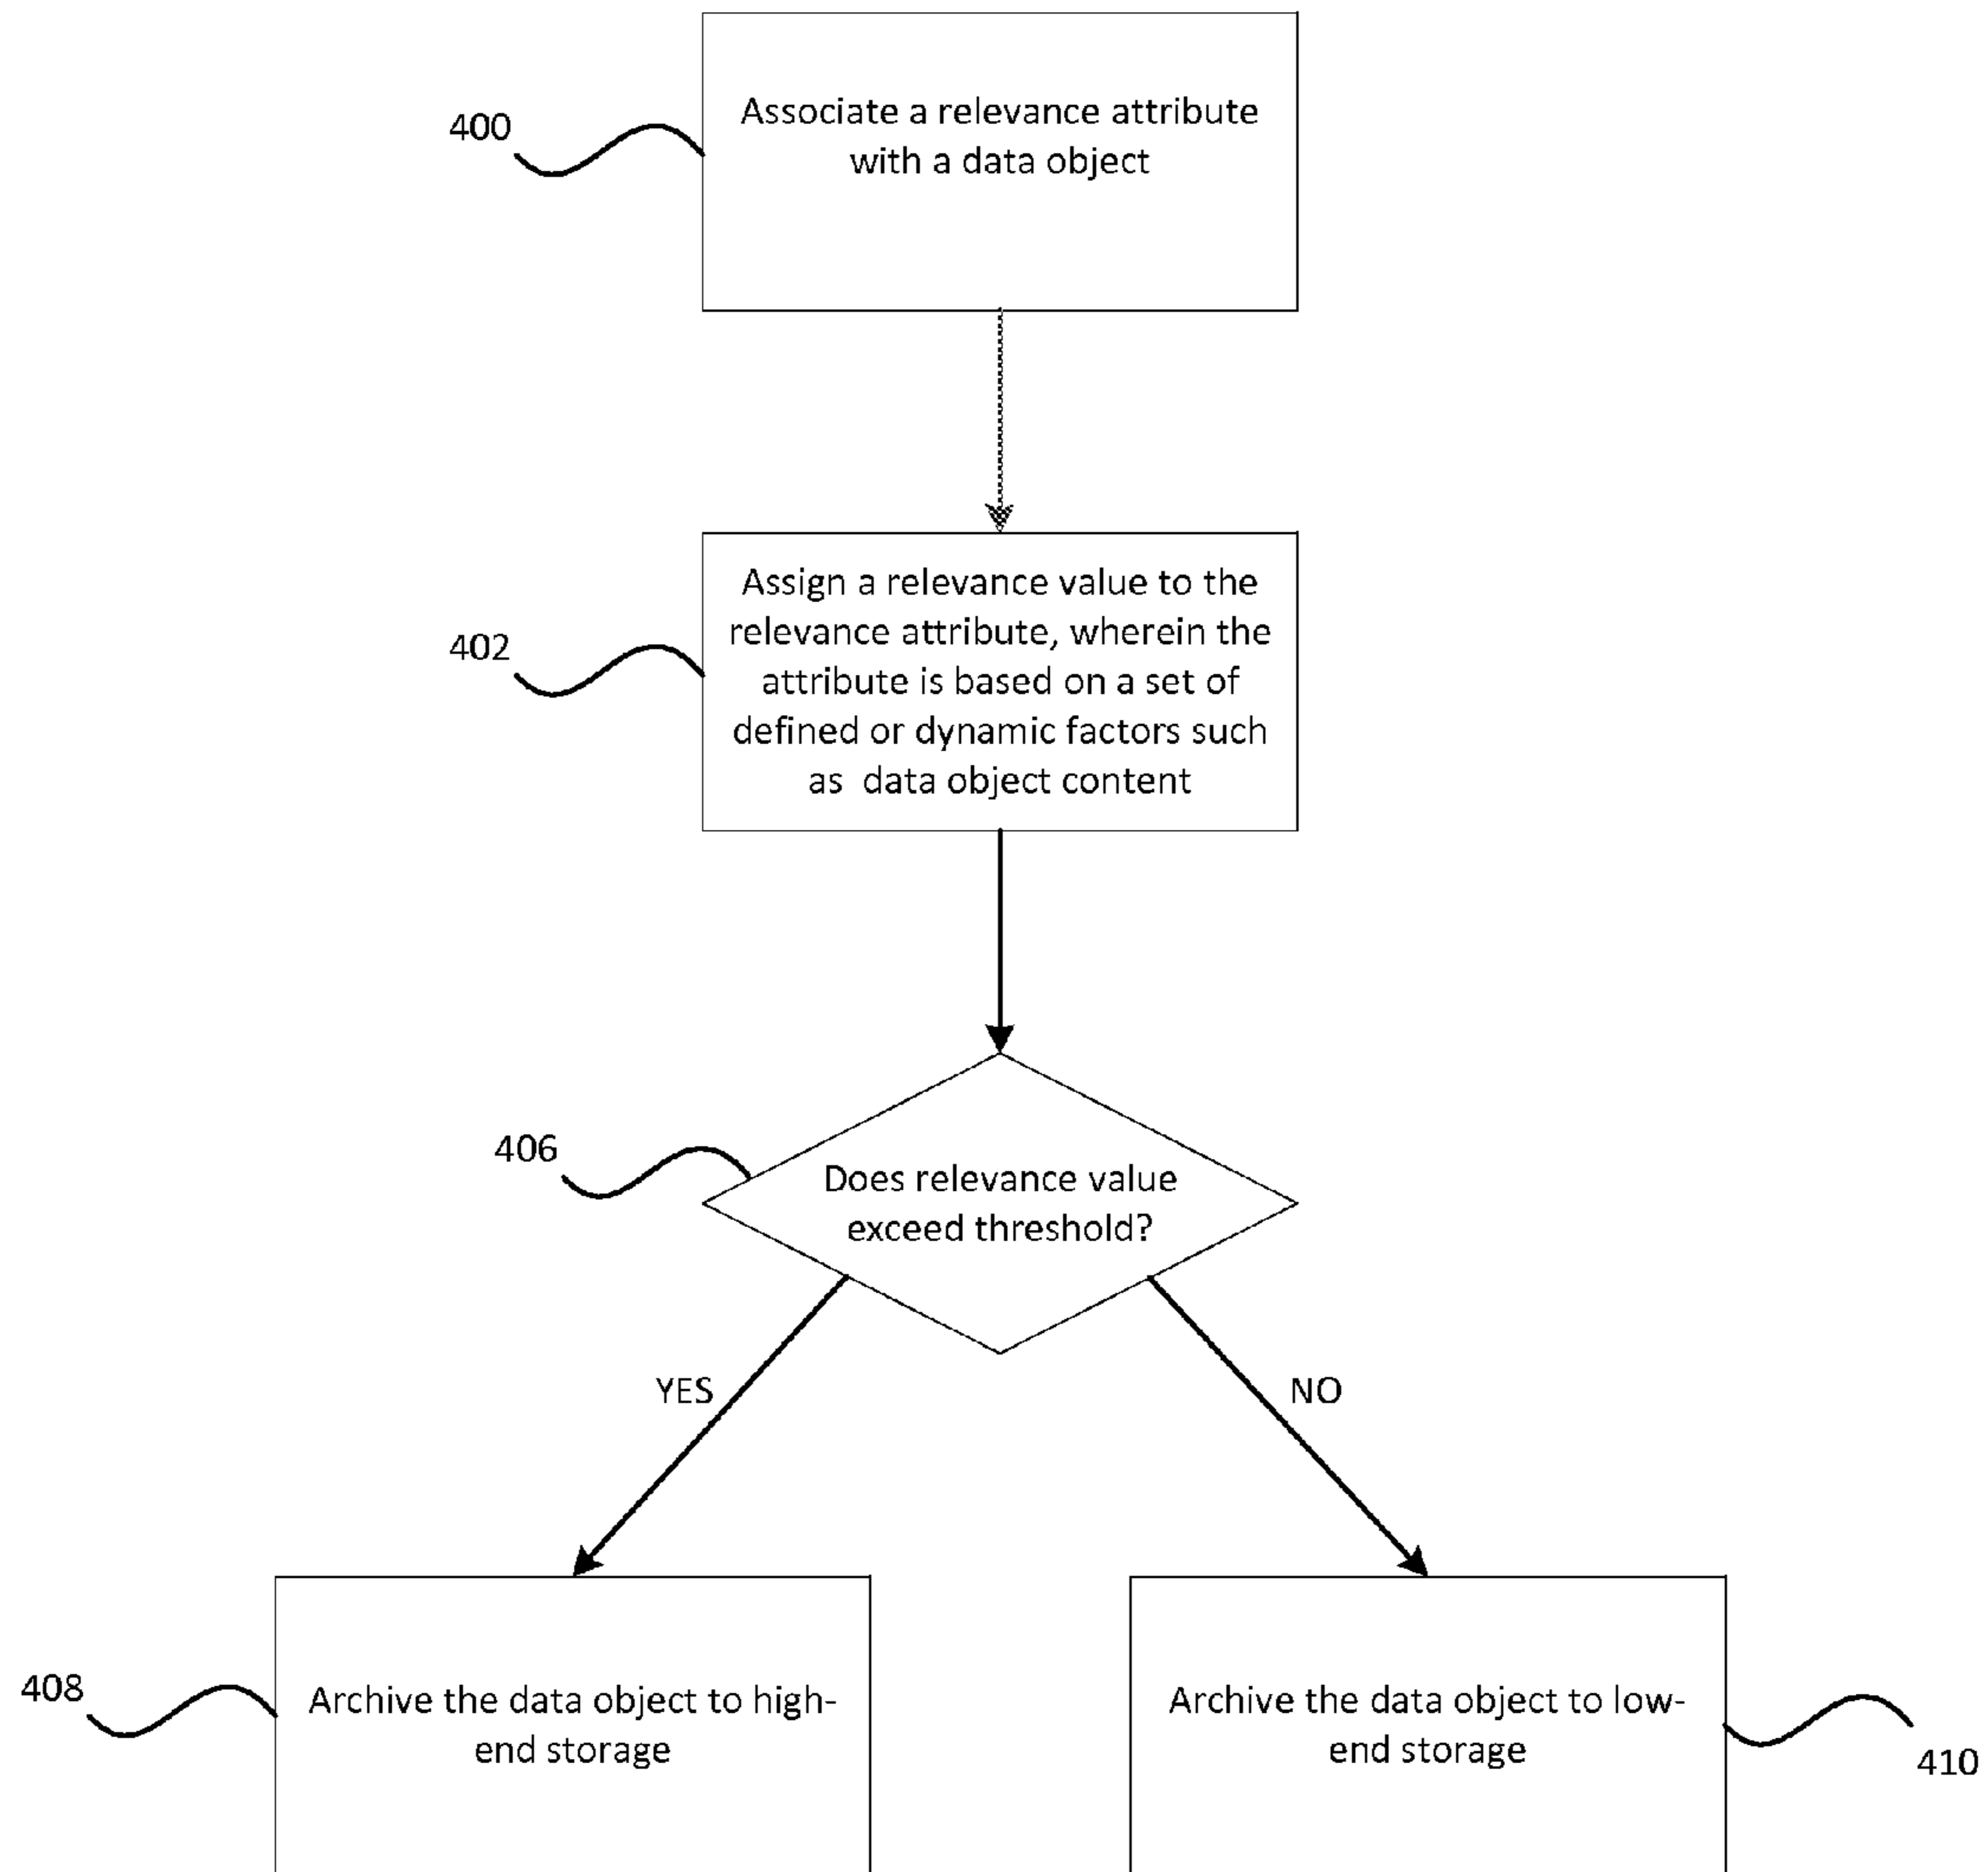 400
Associate a relevance attribute
with a data object
402
Assign a relevance value to the
relevance attribute, wherein the
attribute is based on a set of
defined or dynamic factors such
as data object content
406
Does relevance value
exceed threshold?
YES
NO
408
Archive the data object to high-
end storage
Archive the data object to low-
end storage
410